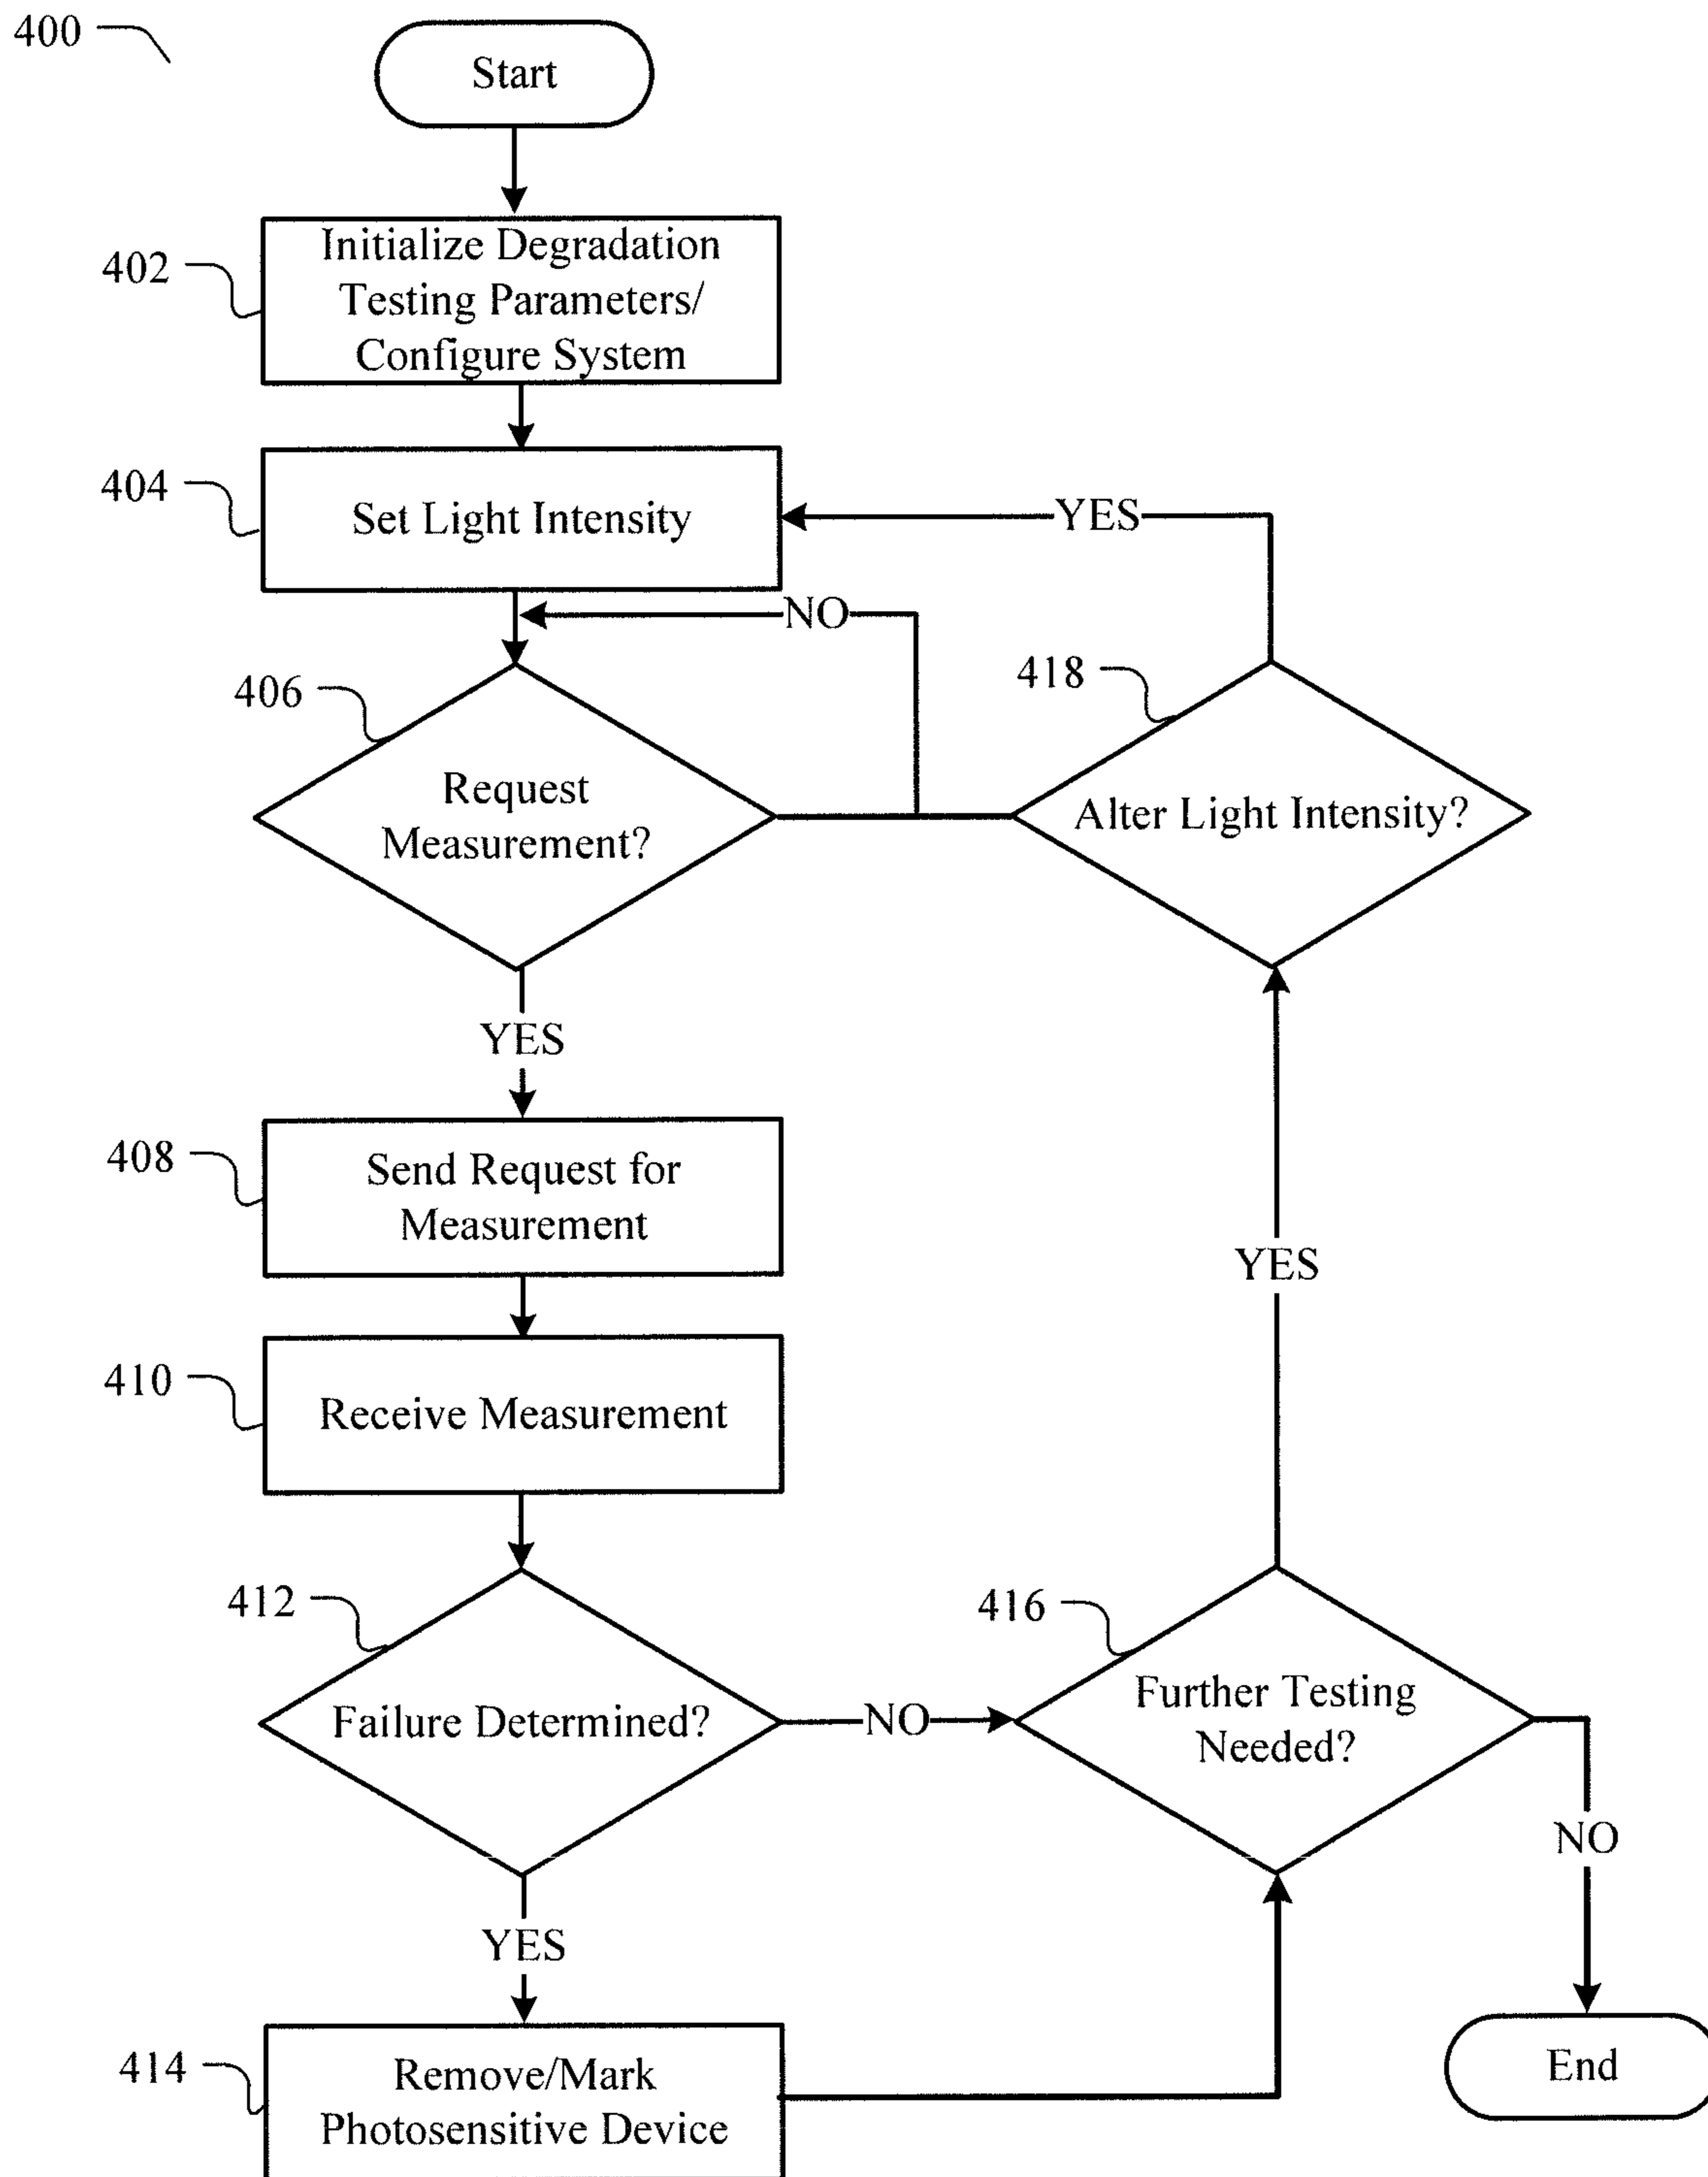 400
Start
402
Initialize Degradation
Testing Parameters/
Configure System
404
Set Light Intensity
YES
NO
406
Request
Measurement?
418
Alter Light Intensity?
YES
408
Send Request for
Measurement
YES
410
Receive Measurement
412
Failure Determined?
NO
416
Further Testing
Needed?
NO
YES
414
Remove/Mark
Photosensitive Device
End